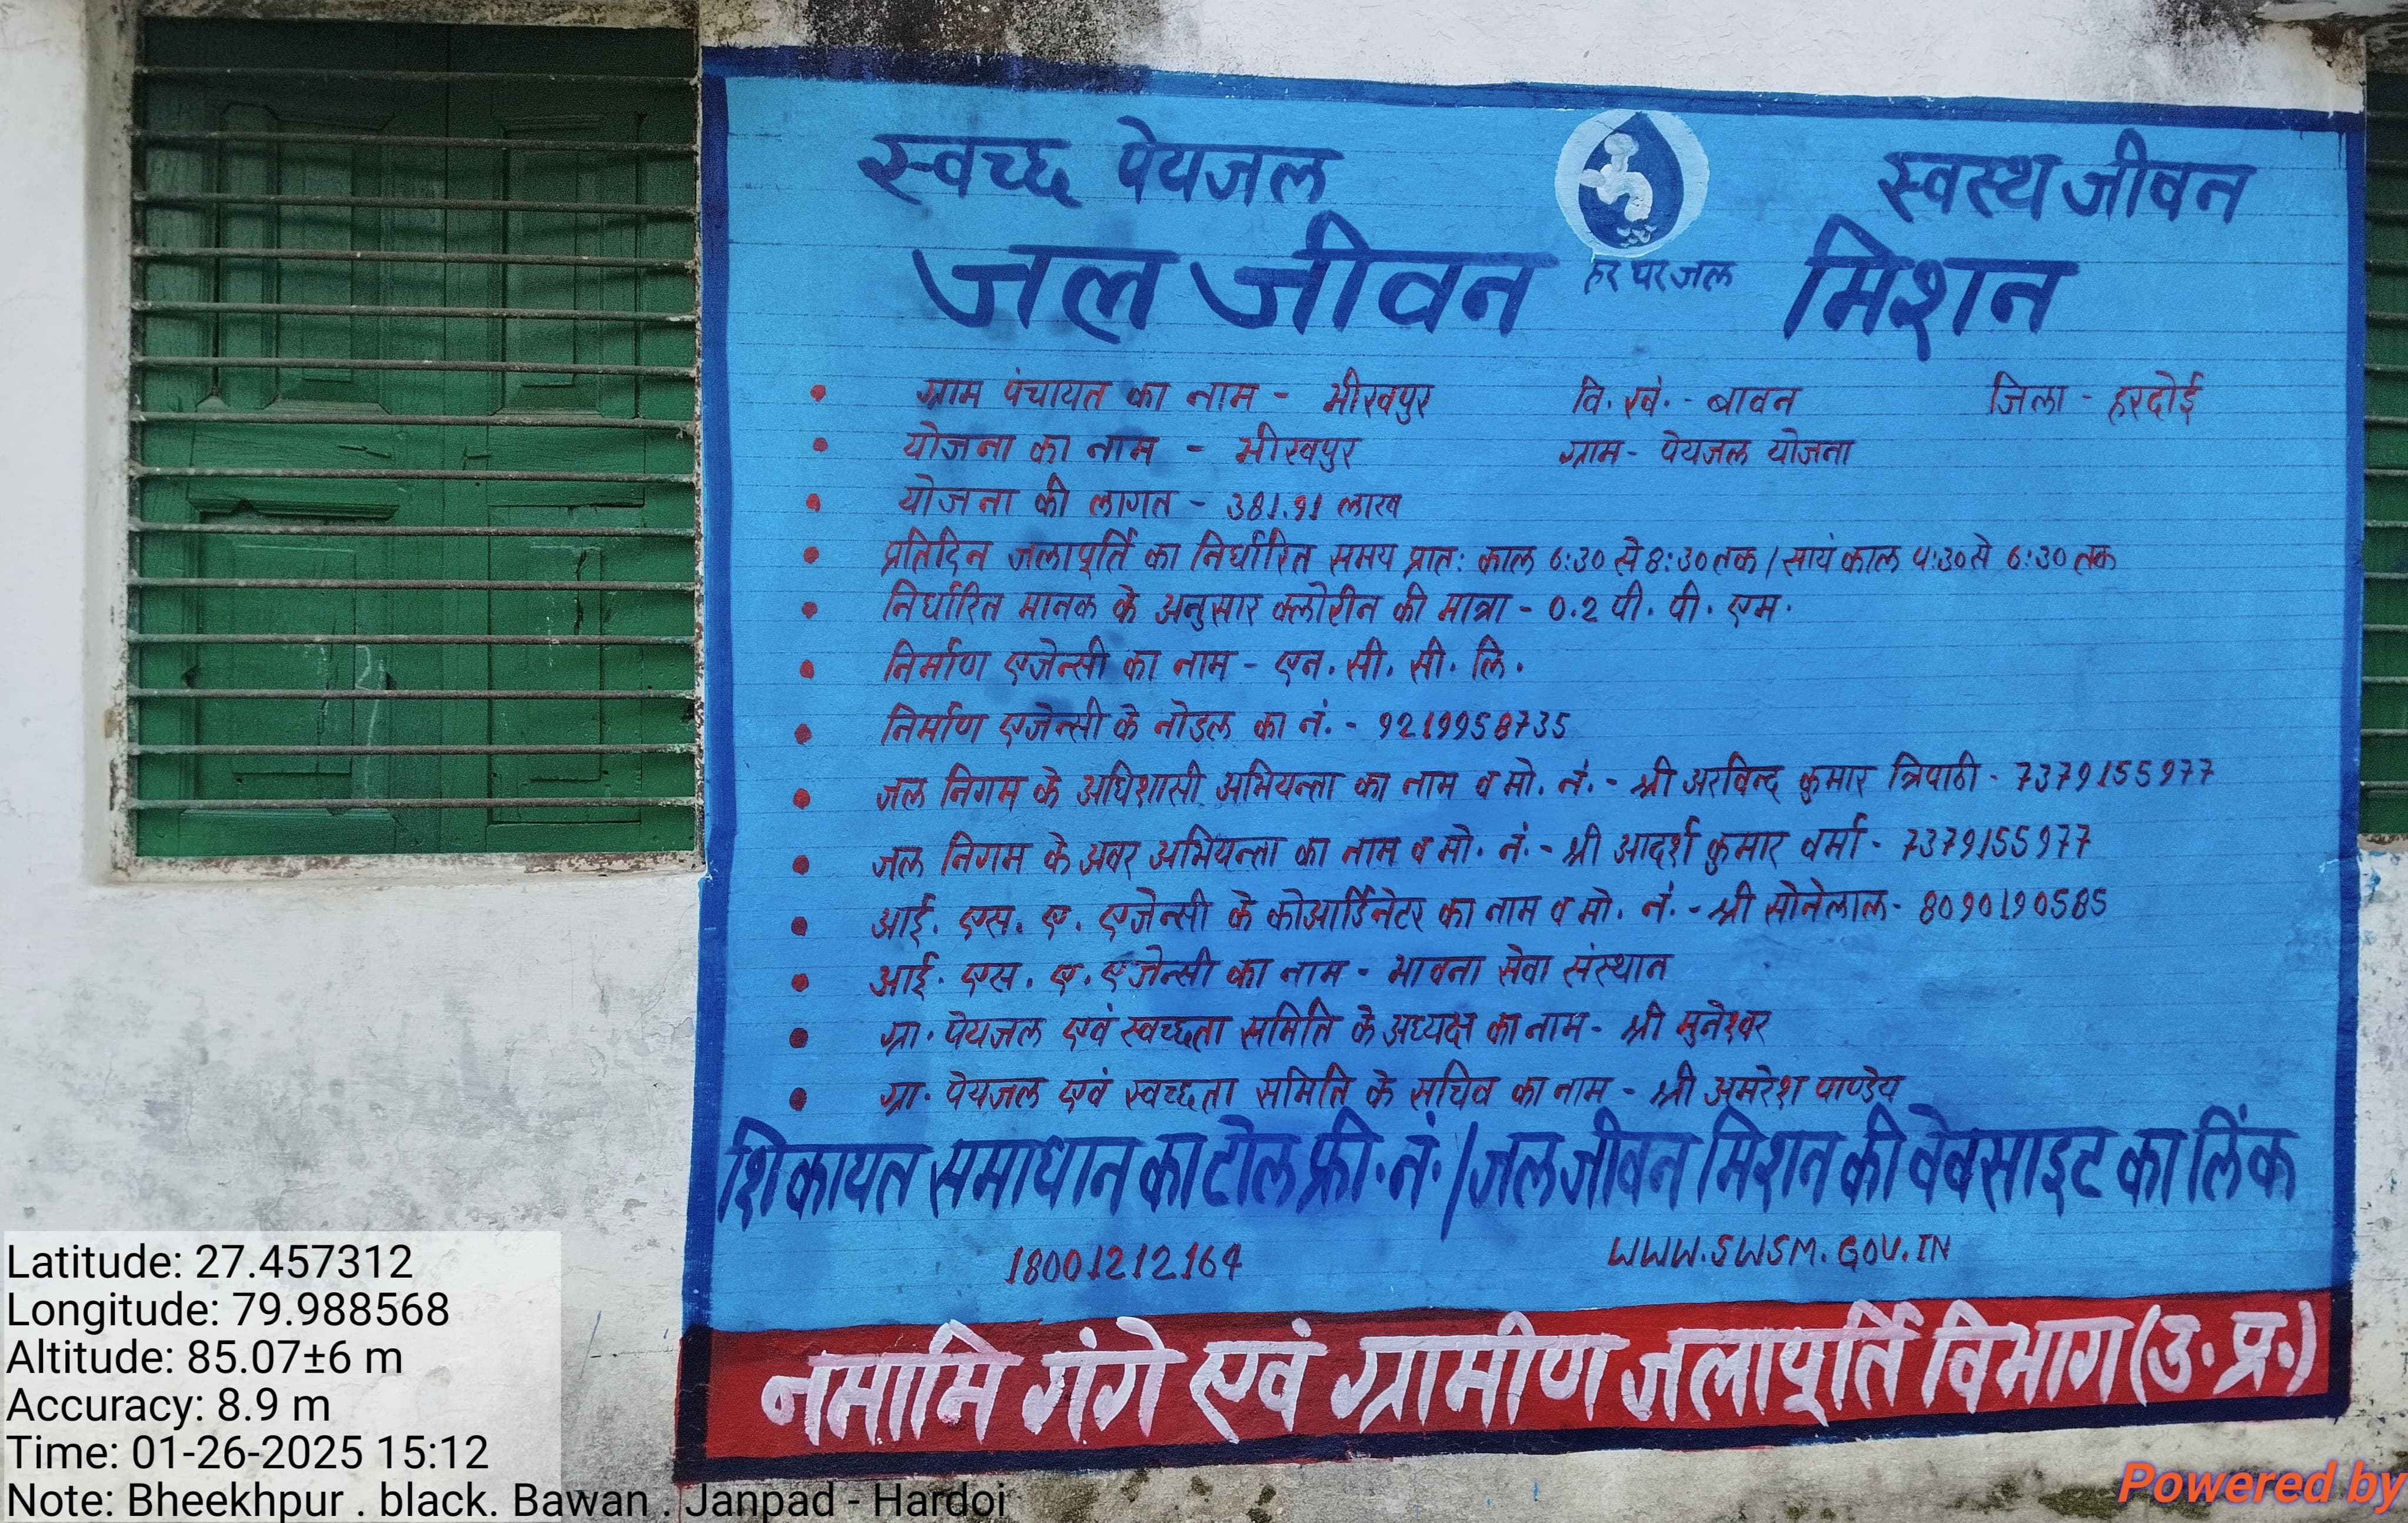 स्वच्छ पेयजल स्वस्थ जीवन
जल जीवन हर घर जल मिशन
• ग्राम पंचायत का नाम - भीखपुर वि. खं. - बावन जिला - हरदोई
• योजना का नाम - भीखपुर ग्राम - पेयजल योजना
• योजना की लागत - 381.91 लाख
• प्रतिदिन जलापूर्ति का निर्धारित समय प्रातः काल 6:30 से 8:30 तक / सायं काल 4:30 से 6:30 तक
• निर्धारित मानक के अनुसार क्लोरीन की मात्रा - 0.2 पी. पी. एम.
• निर्माण एजेन्सी का नाम - एन. सी. सी. लि.
• निर्माण एजेन्सी के नोडल का नं. - 9219958735
• जल निगम के अधिशासी अभियन्ता का नाम व मो. नं. - श्री अरविन्द कुमार त्रिपाठी - 7379155977
• जल निगम के अवर अभियन्ता का नाम व मो. नं. - श्री आदर्श कुमार वर्मा - 7379155977
• आई. एस. ए. एजेन्सी के कोआर्डिनेटर का नाम व मो. नं. - श्री सोनेलाल - 8090190585
• आई. एस. ए. एजेन्सी का नाम - भावना सेवा संस्थान
• ग्रा. पेयजल एवं स्वच्छता समिति के अध्यक्ष का नाम - श्री मुनेश्वर
• ग्रा. पेयजल एवं स्वच्छता समिति के सचिव का नाम - श्री अमरेश पाण्डेय
शिकायत समाधान का टोल फ्री. नं. / जल जीवन मिशन की वेबसाइट का लिंक
18001212164 WWW.SWSM.GOV.IN
नमामि गंगे एवं ग्रामीण जलापूर्ति विभाग (उ. प्र.)
Latitude: 27.457312
Longitude: 79.988568
Altitude: 85.07±6 m
Accuracy: 8.9 m
Time: 01-26-2025 15:12
Note: Bheekhpur . black. Bawan . Janpad - Hardoi
Powered by